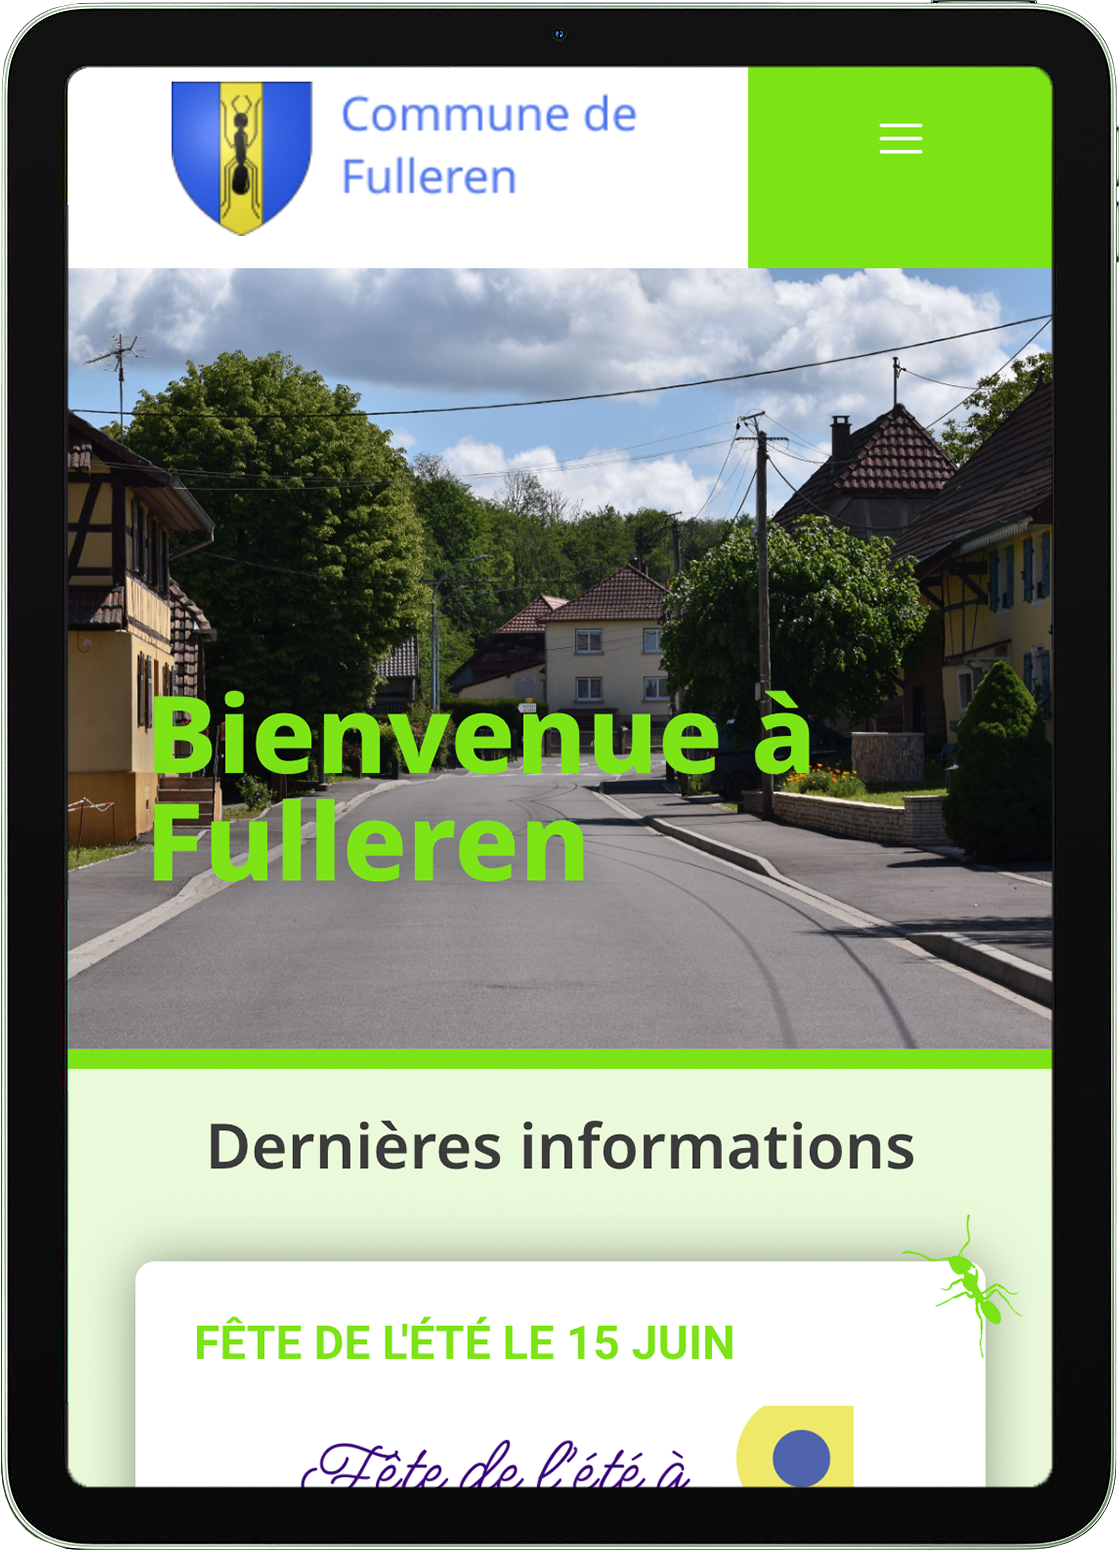 Commune de
Fulleren
Bienvenue à
Fulleren
Dernières informations
FÊTE DE L'ÉTÉ LE 15 JUIN
Fête de l'été à